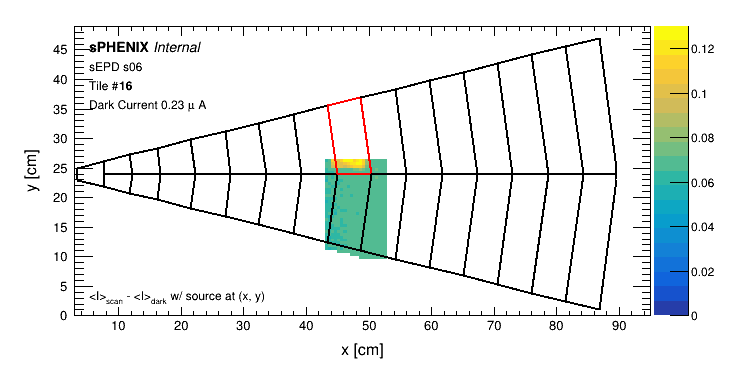 sPHENIX Internal
sEPD s06
Tile #16
Dark Current 0.23 μ A
<I>scan - <I>dark w/ source at (x, y)
y [cm]
45
40
35
30
25
20
15
10
5
0
10 20 30 40 50 60 70 80 90
x [cm]
0.12
0.1
0.08
0.06
0.04
0.02
0